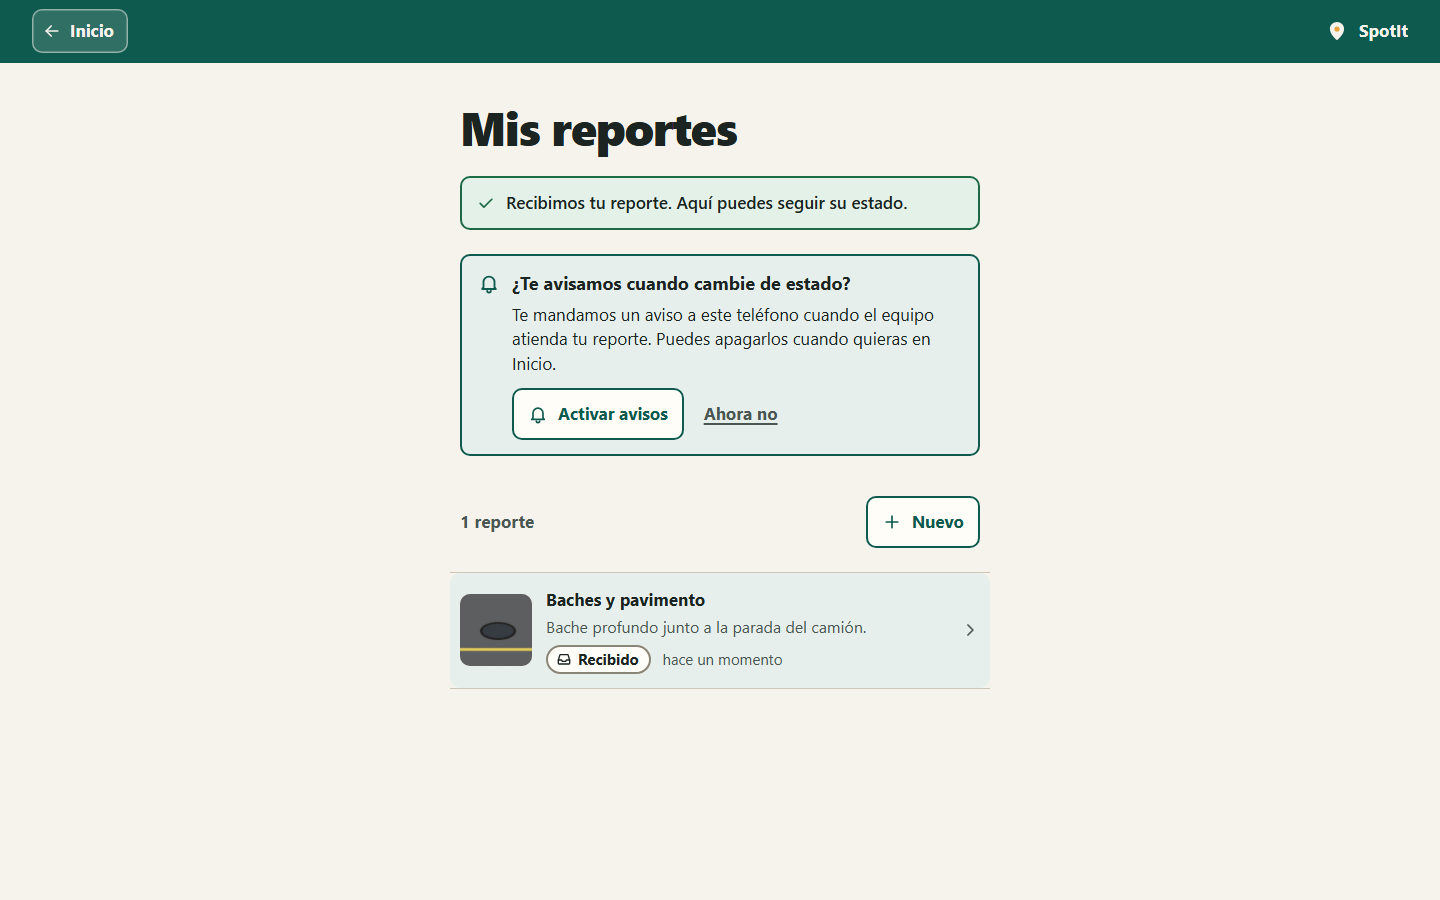 Inicio
SpotIt
Mis reportes
Recibimos tu reporte. Aquí puedes seguir su estado.
¿Te avisamos cuando cambie de estado?
Te mandamos un aviso a este teléfono cuando el equipo
atienda tu reporte. Puedes apagarlos cuando quieras en
Inicio.
Activar avisos
Ahora no
1 reporte
Nuevo
Baches y pavimento
Bache profundo junto a la parada del camión.
Recibido
hace un momento